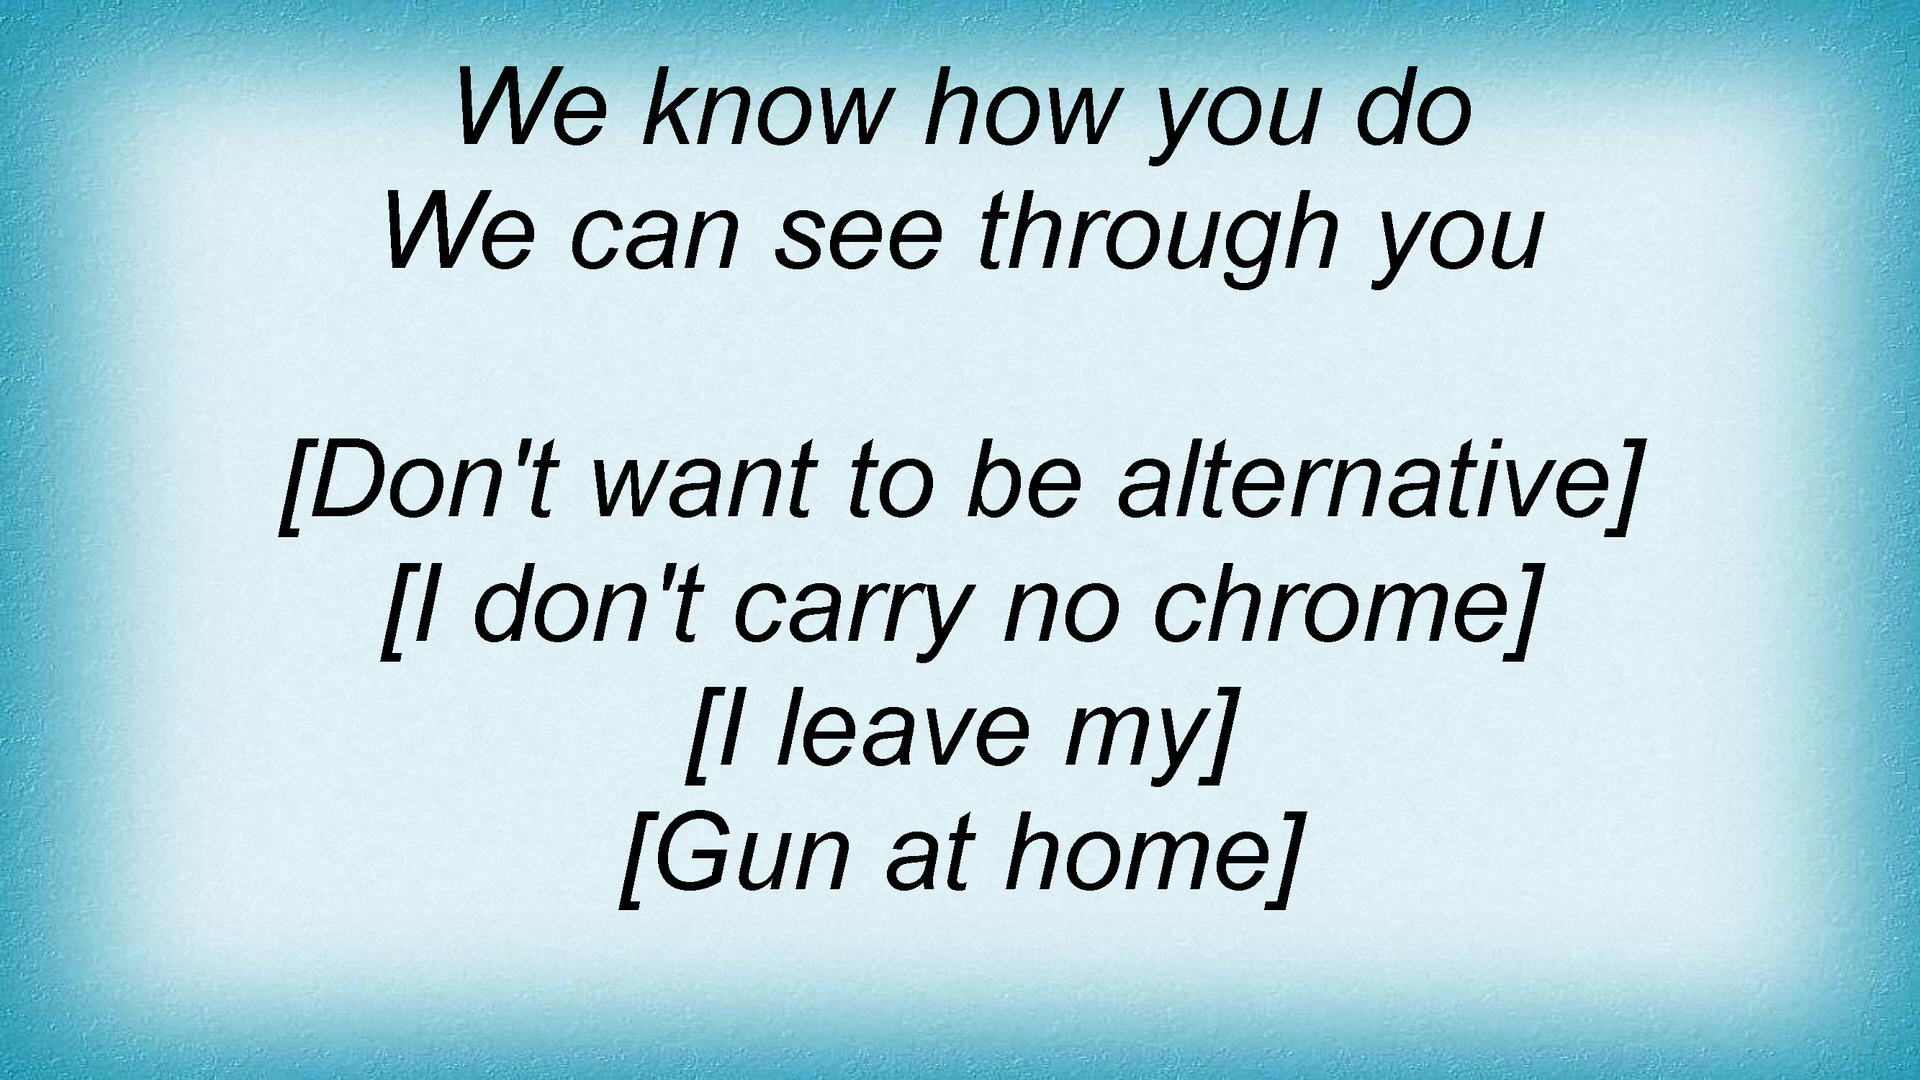 We know how you do
We can see through you
[Don't want to be alternative]
[I don't carry no chrome]
[I leave my]
[Gun at home]